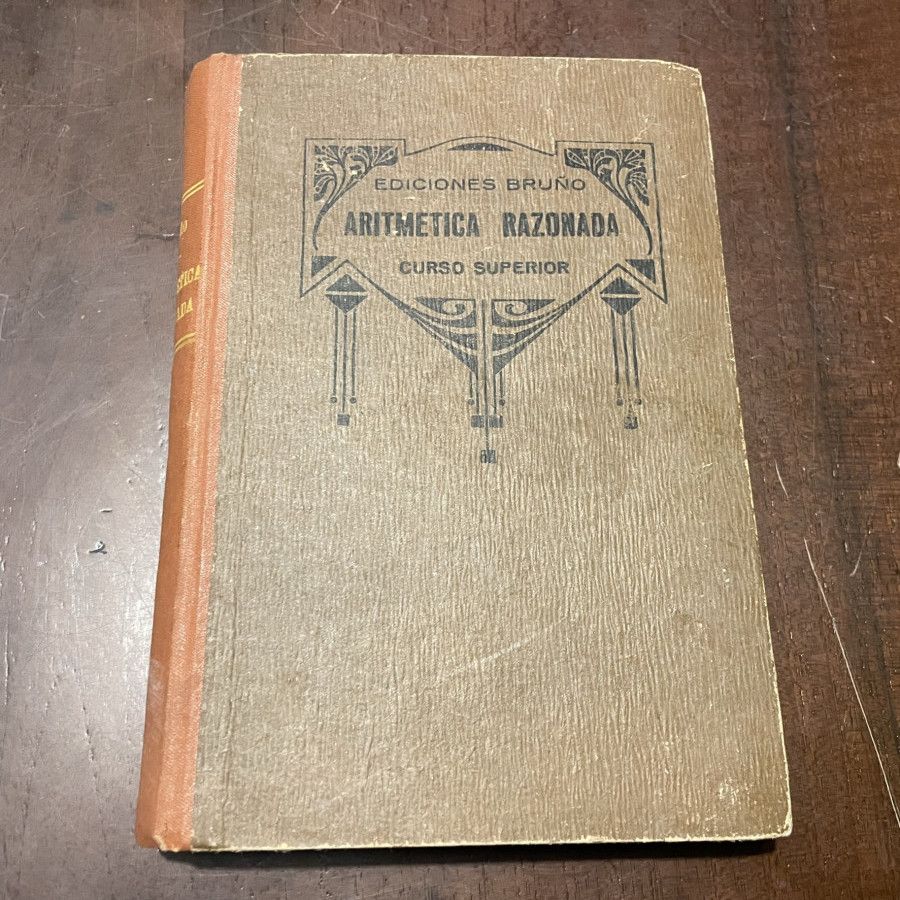 EDICIONES BRUÑO
ARITMETICA RAZONADA
CURSO SUPERIOR